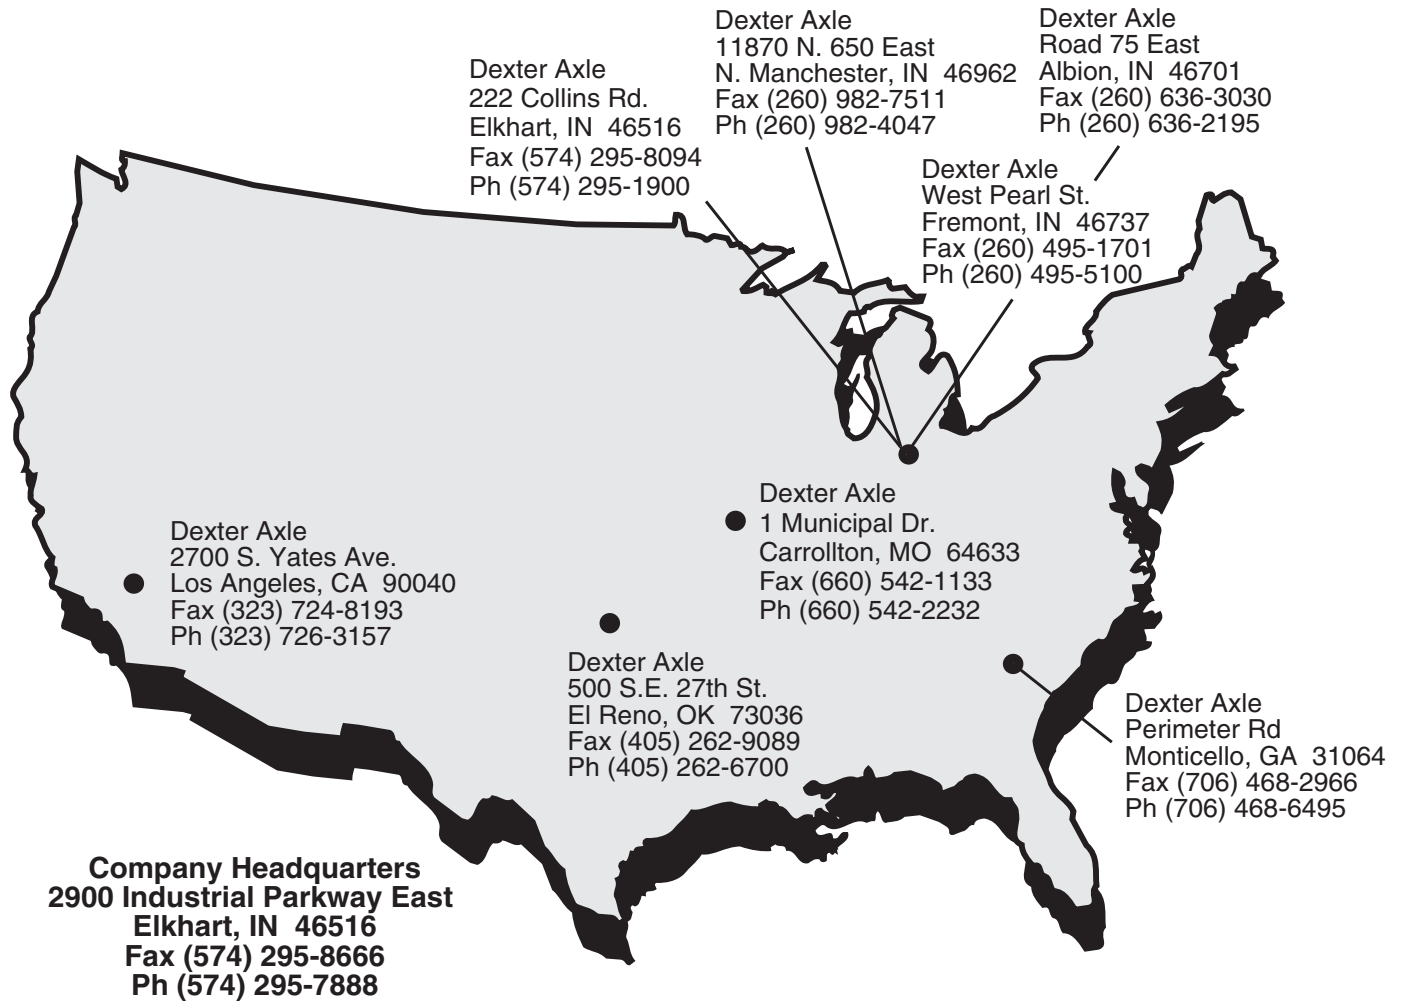 Dexter Axle
222 Collins Rd.
Elkhart, IN 46516
Fax (574) 295-8094
Ph (574) 295-1900
Dexter Axle
11870 N. 650 East
N. Manchester, IN 46962
Fax (260) 982-7511
Ph (260) 982-4047
Dexter Axle
Road 75 East
Albion, IN 46701
Fax (260) 636-3030
Ph (260) 636-2195
Dexter Axle
West Pearl St.
Fremont, IN 46737
Fax (260) 495-1701
Ph (260) 495-5100
Dexter Axle
1 Municipal Dr.
Carrollton, MO 64633
Fax (660) 542-1133
Ph (660) 542-2232
Dexter Axle
2700 S. Yates Ave.
Los Angeles, CA 90040
Fax (323) 724-8193
Ph (323) 726-3157
Dexter Axle
500 S.E. 27th St.
El Reno, OK 73036
Fax (405) 262-9089
Ph (405) 262-6700
Dexter Axle
Perimeter Rd
Monticello, GA 31064
Fax (706) 468-2966
Ph (706) 468-6495
Company Headquarters
2900 Industrial Parkway East
Elkhart, IN 46516
Fax (574) 295-8666
Ph (574) 295-7888